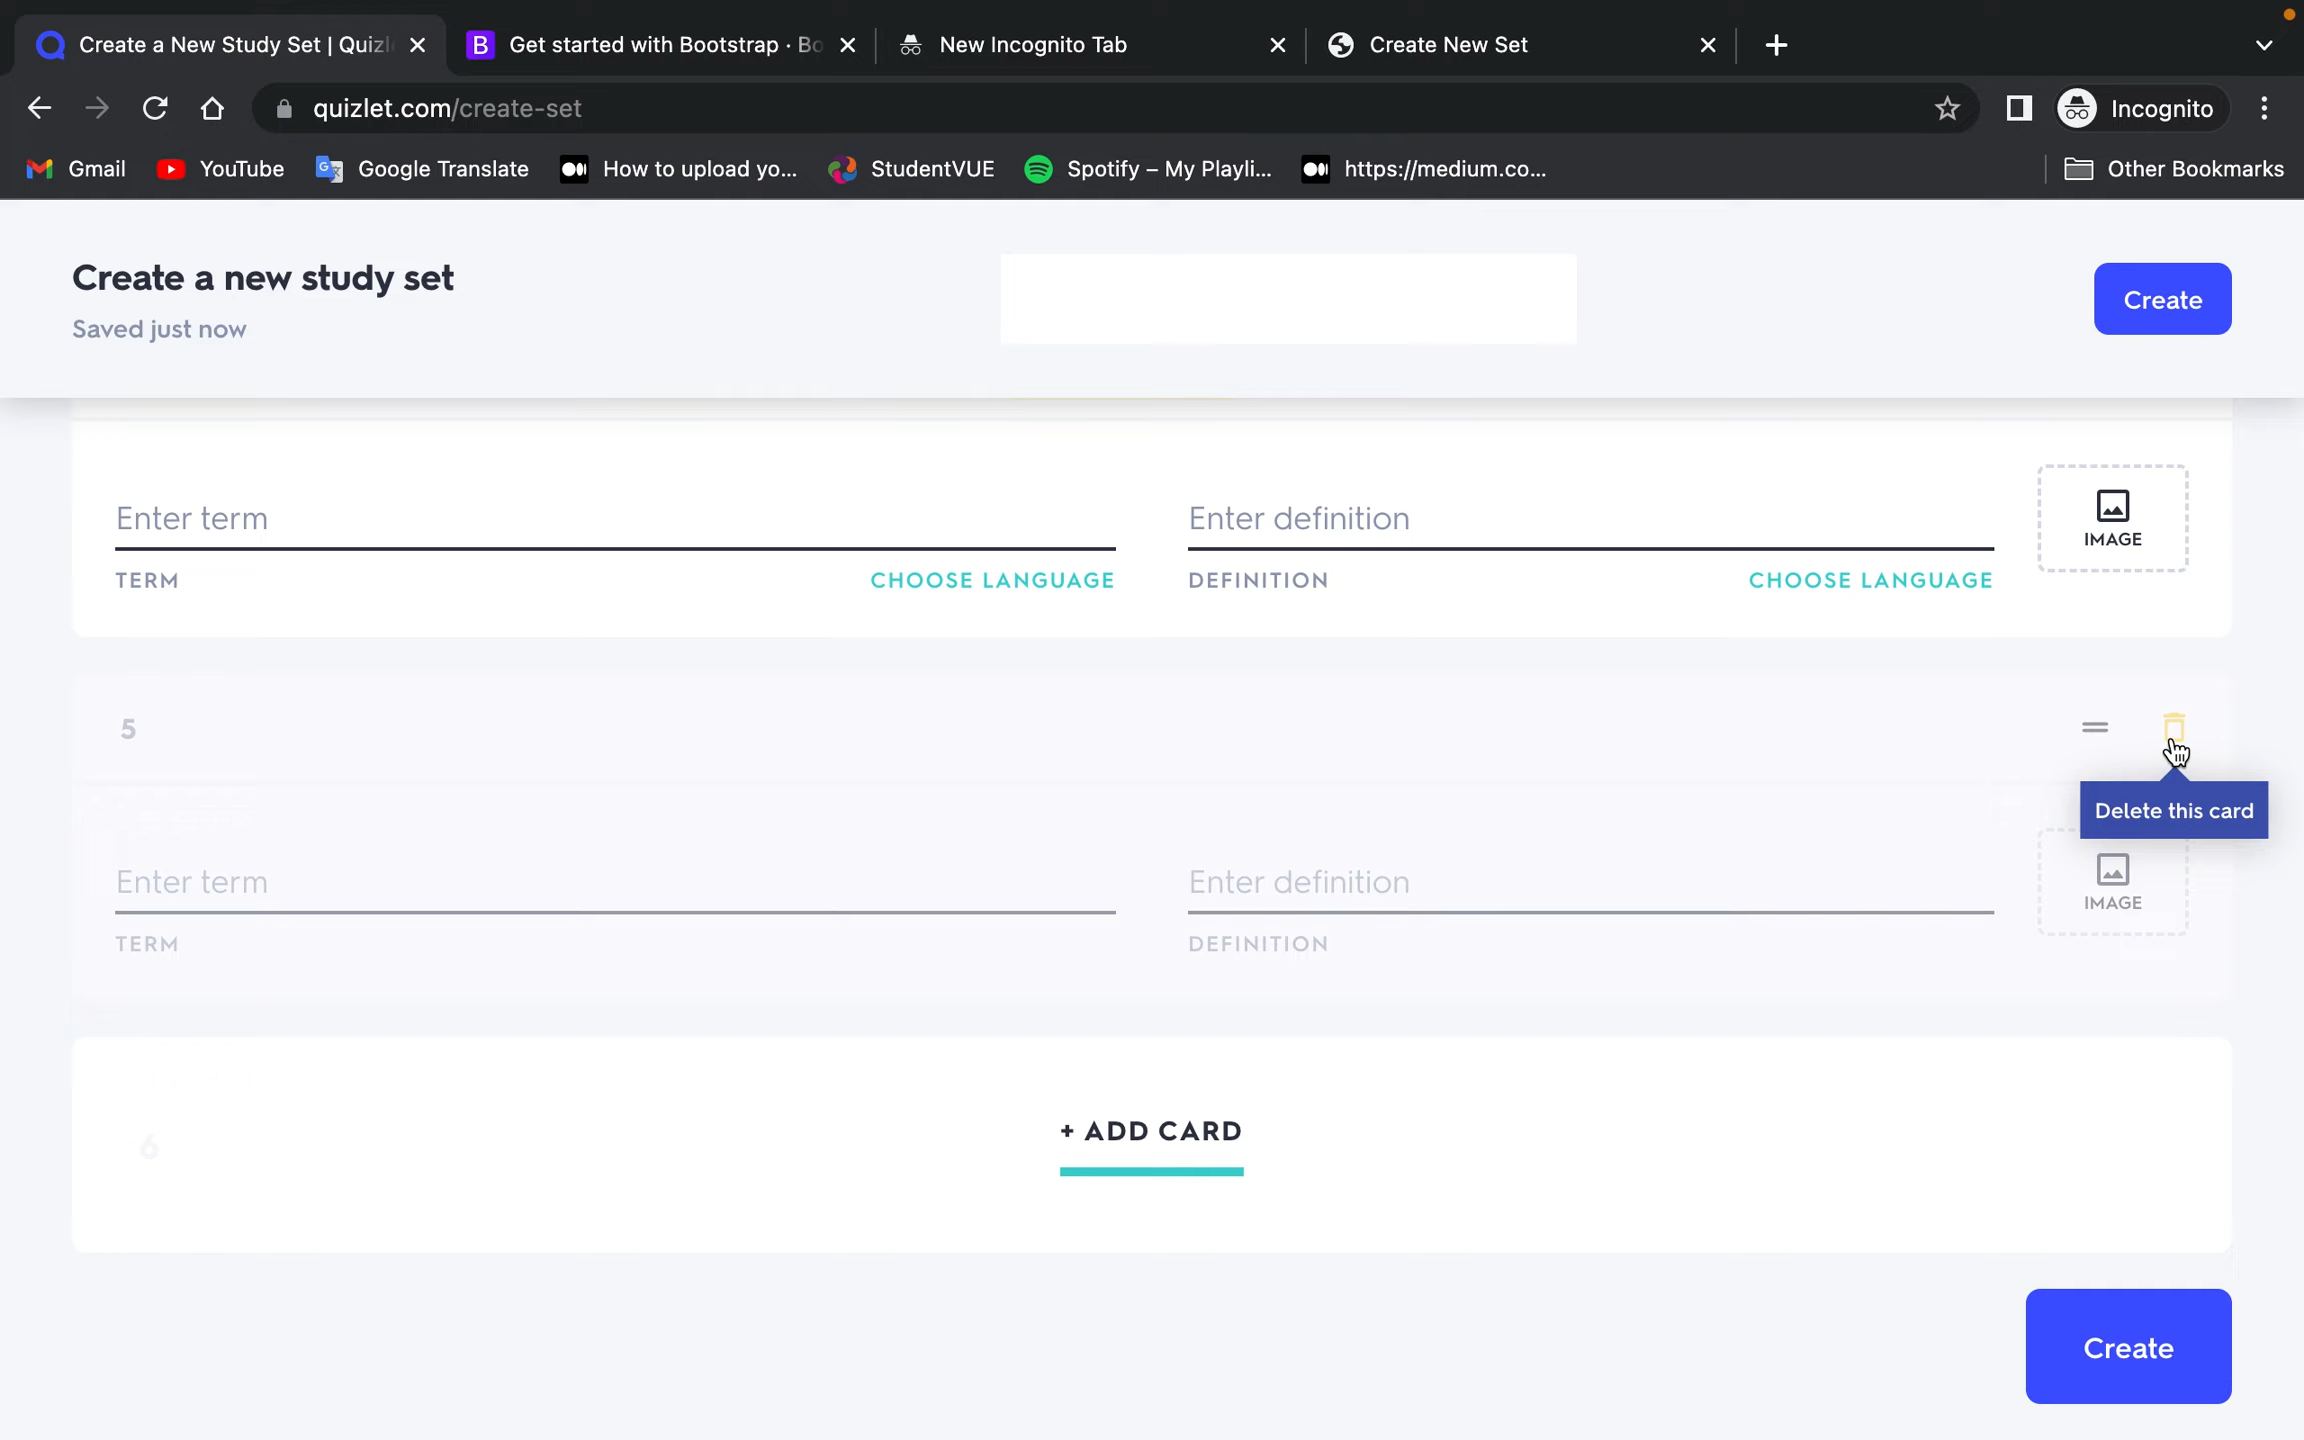 Create a New Study Set | Quizl
Get started with Bootstrap · Bo
New Incognito Tab
Create New Set
quizlet.com/create-set
Incognito
Gmail
YouTube
Google Translate
How to upload yo...
StudentVUE
Spotify – My Playli...
https://medium.co...
Other Bookmarks
Create a new study set
Saved just now
Create
Enter term
Enter definition
IMAGE
TERM
CHOOSE LANGUAGE
DEFINITION
CHOOSE LANGUAGE
5
Delete this card
Enter term
Enter definition
IMAGE
TERM
DEFINITION
6
+ ADD CARD
Create